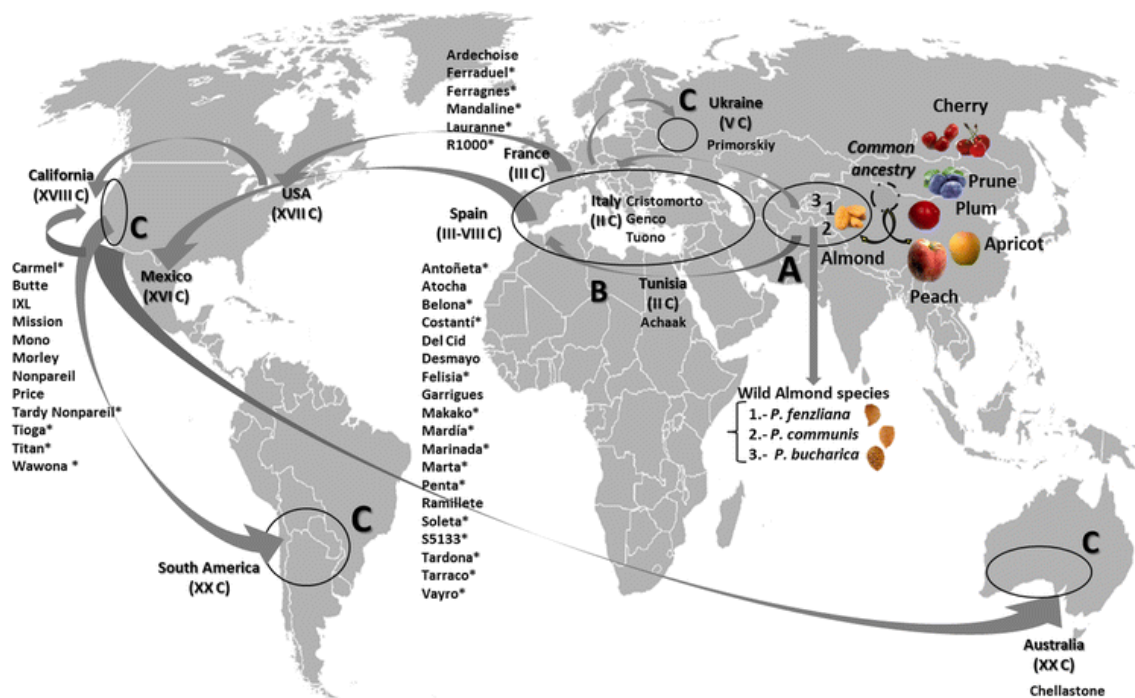 Ardechoise
Ferraduel*
Ferragnes*
Mandaline*
Lauranne*
R1000*
France
(III C)
C
Ukraine
(V C)
Primorskiy
Cherry
Common
ancestry
Prune
Plum
Apricot
Peach
3
1
2
Almond
A
California
(XVIII C)
C
USA
(XVII C)
Mexico
(XVI C)
Spain
(III-VIII C)
Italy
(II C)
Cristomorto
Genco
Tuono
B
Tunisia
(II C)
Achaak
Carmel*
Butte
IXL
Mission
Mono
Morley
Nonpareil
Price
Tardy Nonpareil*
Tioga*
Titan*
Wawona *
Antoñeta*
Atocha
Belona*
Costantí*
Del Cid
Desmayo
Felisia*
Garrigues
Makako*
Mardía*
Marinada*
Marta*
Penta*
Ramillete
Soleta*
S5133*
Tardona*
Tarraco*
Vayro*
Wild Almond species
1.- P. fenzliana
2.- P. communis
3.- P. bucharica
C
South America
(XX C)
C
Australia
(XX C)
Chellastone